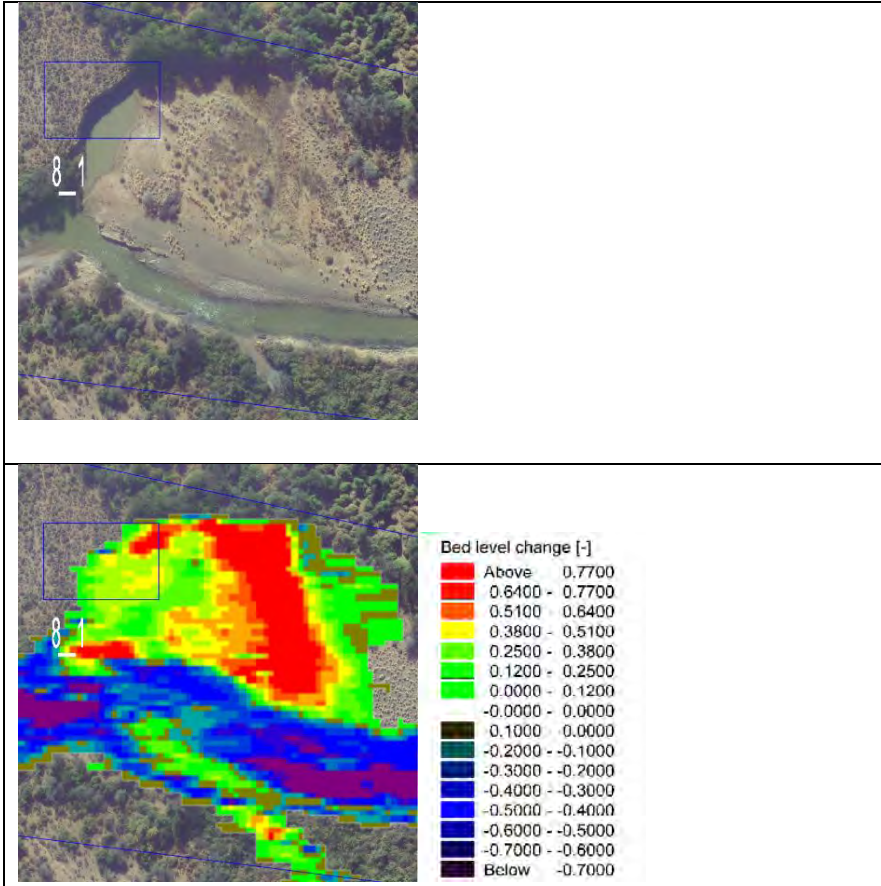 8_1
8_1
Bed level change [-]
Above 0.7700
0.6400 - 0.7700
0.5100 - 0.6400
0.3800 - 0.5100
0.2500 - 0.3800
0.1200 - 0.2500
0.0000 - 0.1200
-0.0000 - 0.0000
0.1000 0.0000
-0.2000 - -0.1000
-0.3000 - -0.2000
-0.4000 - -0.3000
-0.5000 - -0.4000
-0.6000 - -0.5000
-0.7000 - -0.6000
Below -0.7000